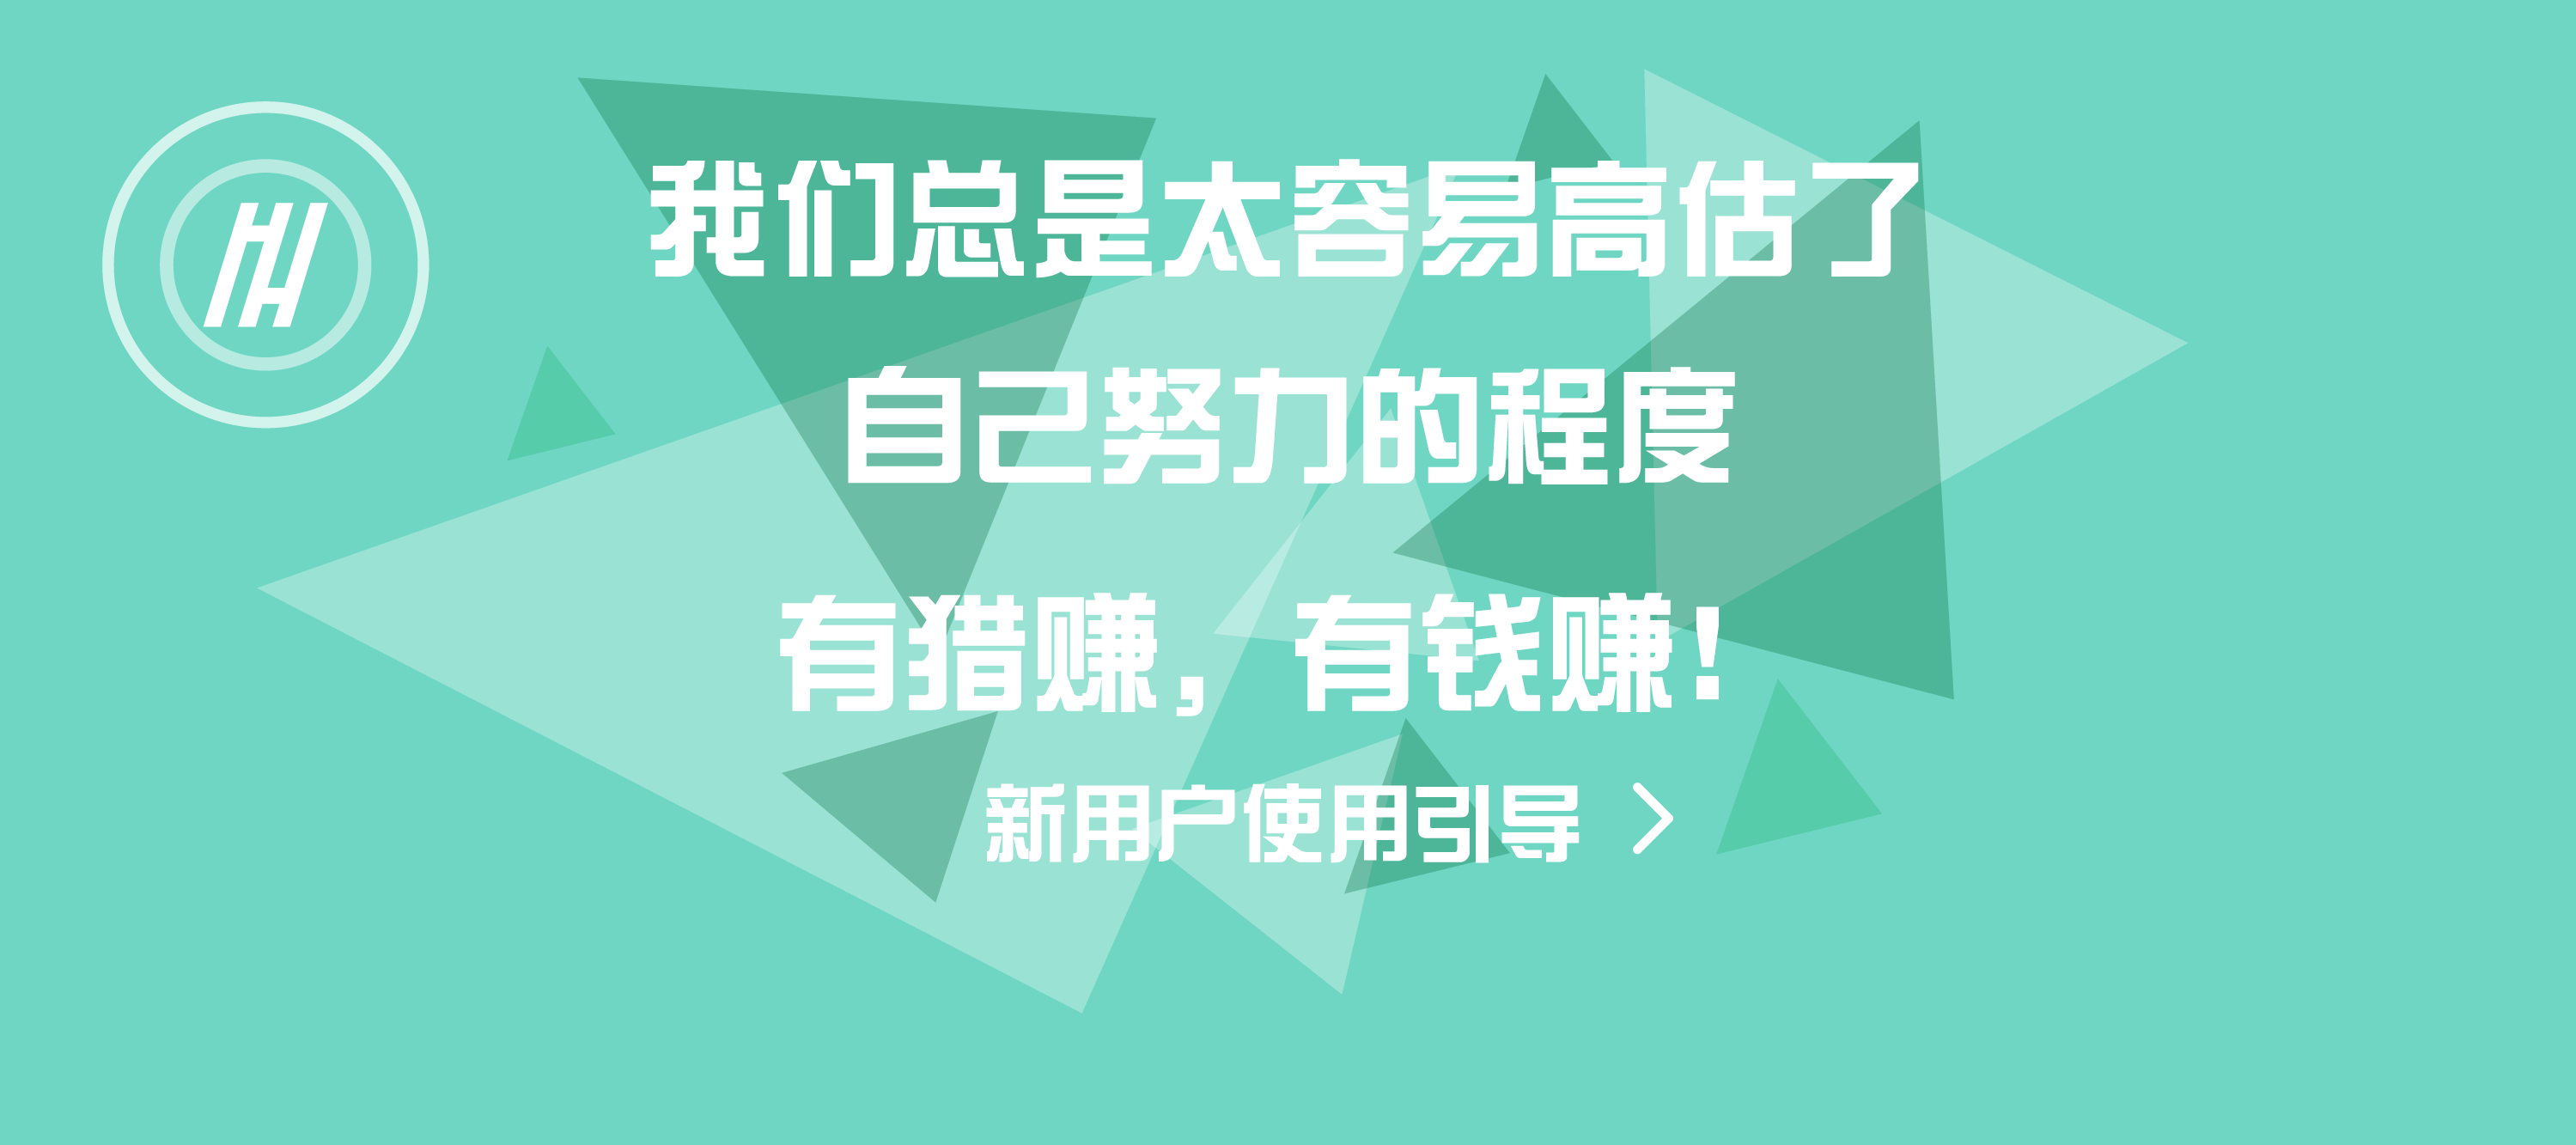 我们总是太容易高估了
自己努力的程度
有猎赚，有钱赚！
新用户使用引导